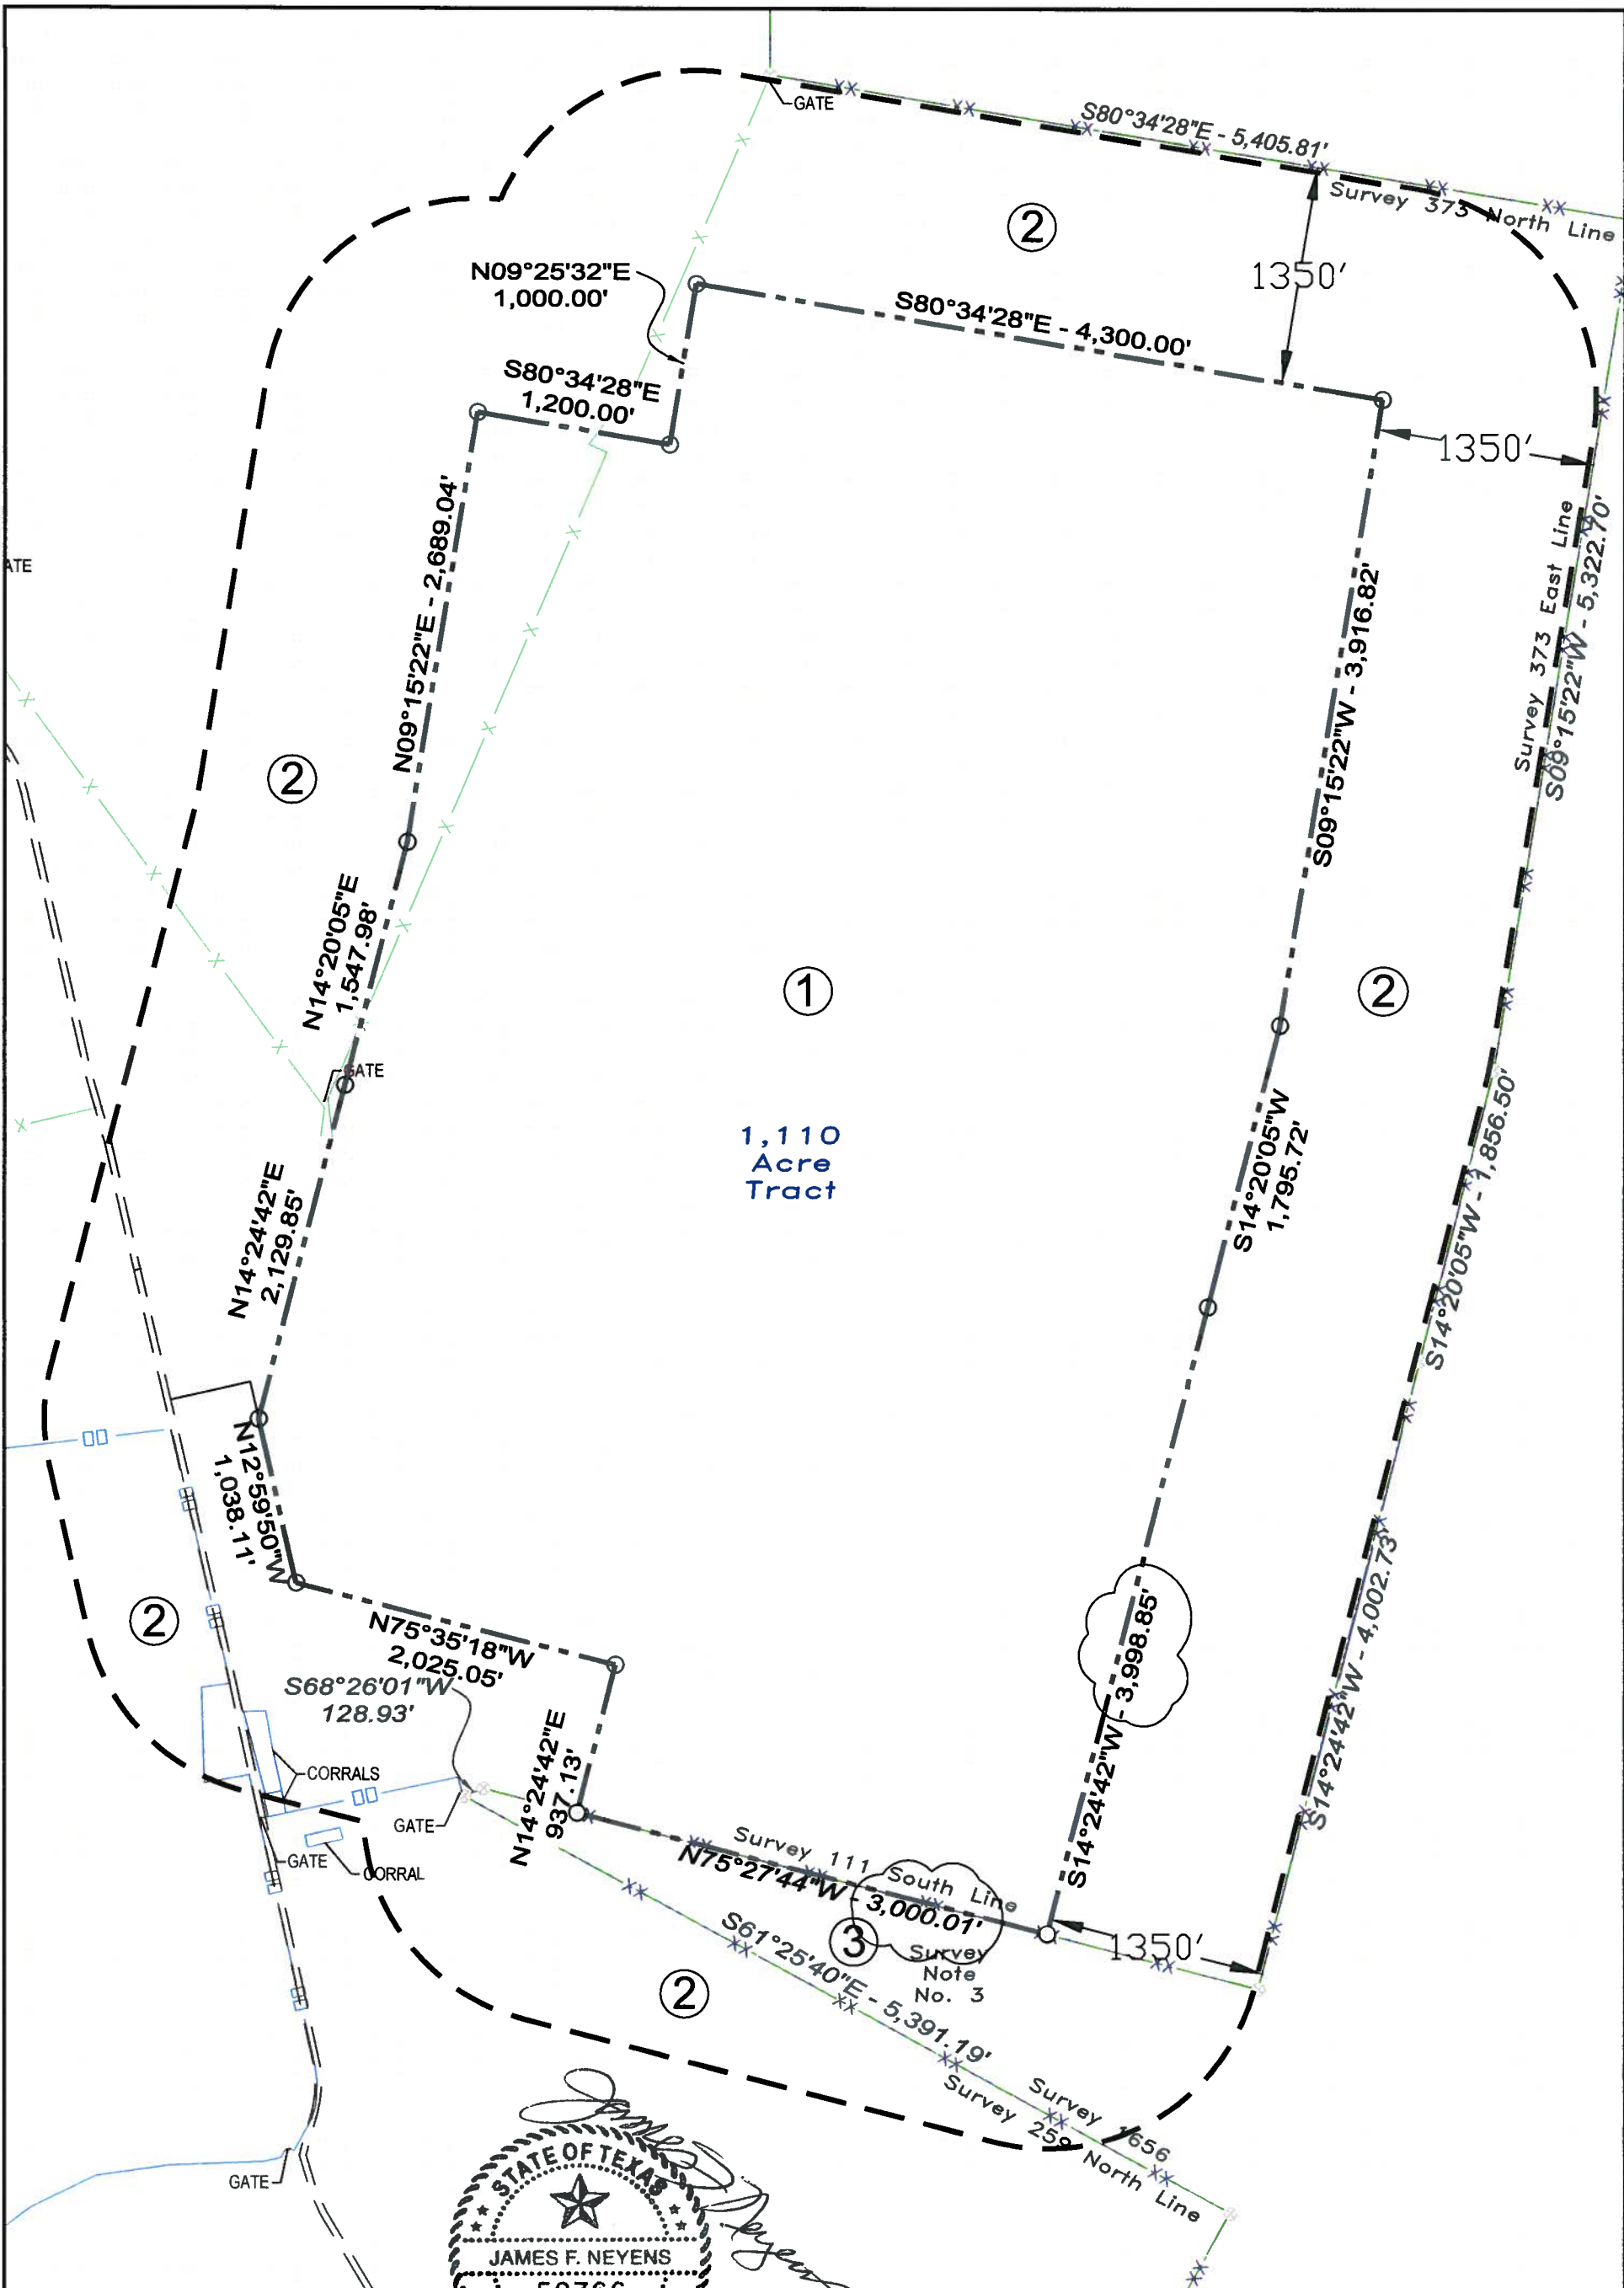 GATE
S80°34'28"E - 5,405.81'
Survey 373 North Line
②
1350'
N09°25'32"E
1,000.00'
S80°34'28"E - 4,300.00'
S80°34'28"E
1,200.00'
1350'
N09°15'22"E - 2,689.04'
ATE
Survey 373 East Line
S09°15'22"W - 5,322.70'
S09°15'22"W - 3,916.82'
②
N14°20'05"E
1,547.98'
①
②
GATE
1,110
Acre
Tract
S14°20'05"W
1,795.72'
S14°20'05"W - 1,856.50'
N14°24'42"E
2,129.85'
N12°59'50"W
1,038.11'
②
N75°35'18"W
2,025.05'
S68°26'01"W
128.93'
S14°24'42"W - 3,998.85'
S14°24'42"W - 4,002.73'
N14°24'42"E
937.13'
CORRALS
GATE
GATE
CORRAL
Survey 111 South Line
N75°27'44"W - 3,000.01'
③
Survey
Note
No. 3
1350'
S61°25'40"E - 5,391.19'
②
Survey 1656
Survey 259 North Line
GATE
STATE OF TEXAS
JAMES F. NEYENS